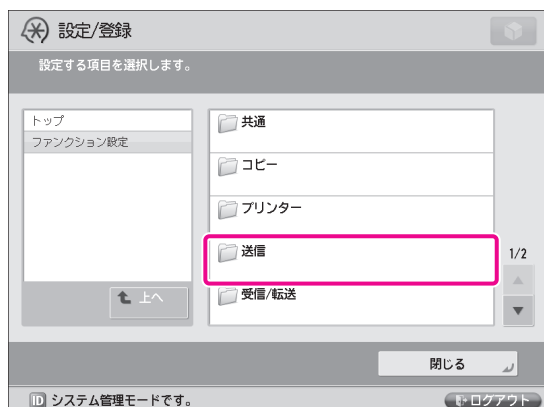 設定/登録
設定する項目を選択します。
トップ
ファンクション設定
共通
コピー
プリンター
送信
受信/転送
1/2
上へ
閉じる
ID システム管理モードです。
ログアウト